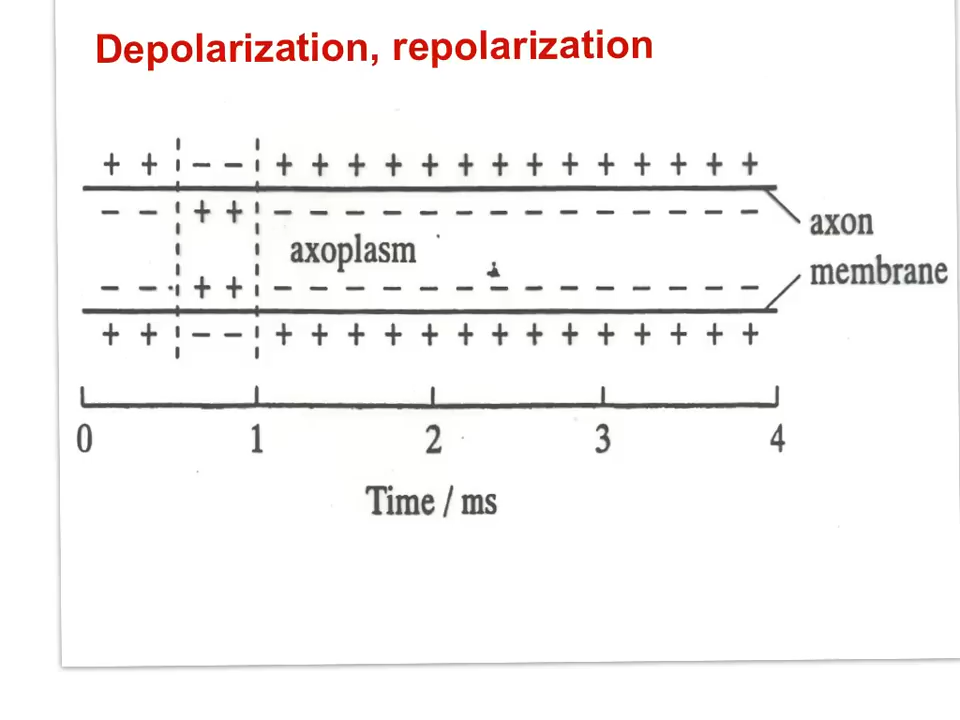 Depolarization, repolarization
+ + – – + + + + + + + + + + + + + +
– – + + – – – – – – – – – – – – – –
axon
axoplasm
membrane
– – + + – – – – – – – – – – – – – –
+ + – – + + + + + + + + + + + + + +
0 1 2 3 4
Time / ms